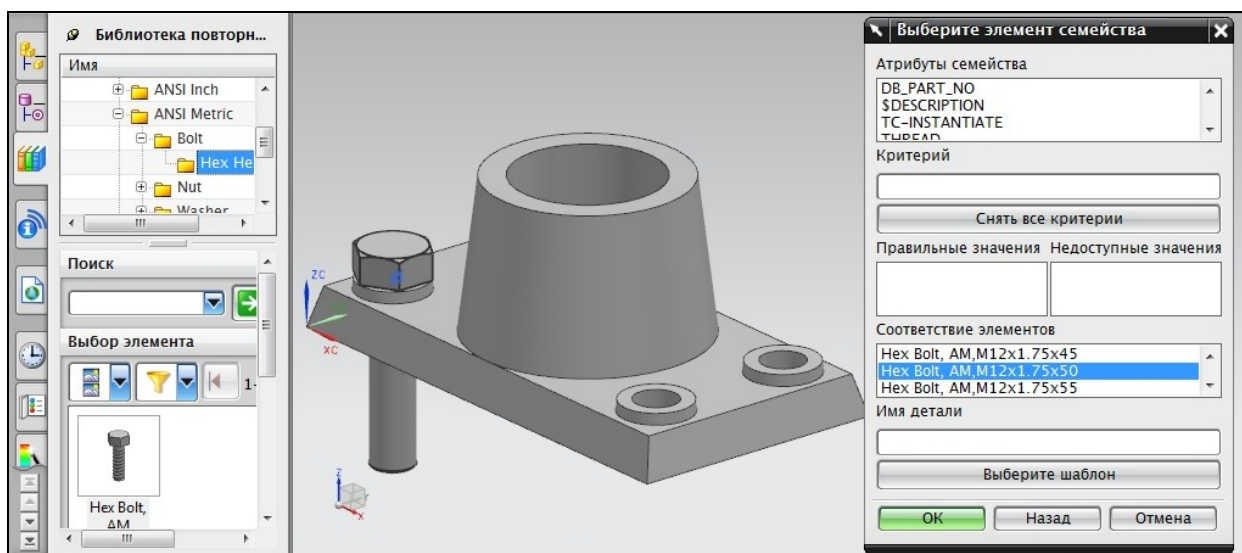 Библиотека повторн...
Имя
ANSI Inch
ANSI Metric
Bolt
Hex He
Nut
Washer
Поиск
Выбор элемента
1-
Hex Bolt,
AM
ZC
XC
Z
X
Выберите элемент семейства
Атрибуты семейства
DB_PART_NO
$DESCRIPTION
TC-INSTANTIATE
THREAD
Критерий
Снять все критерии
Правильные значения Недоступные значения
Соответствие элементов
Hex Bolt, AM,M12x1.75x45
Hex Bolt, AM,M12x1.75x50
Hex Bolt, AM,M12x1.75x55
Имя детали
Выберите шаблон
OK Назад Отмена